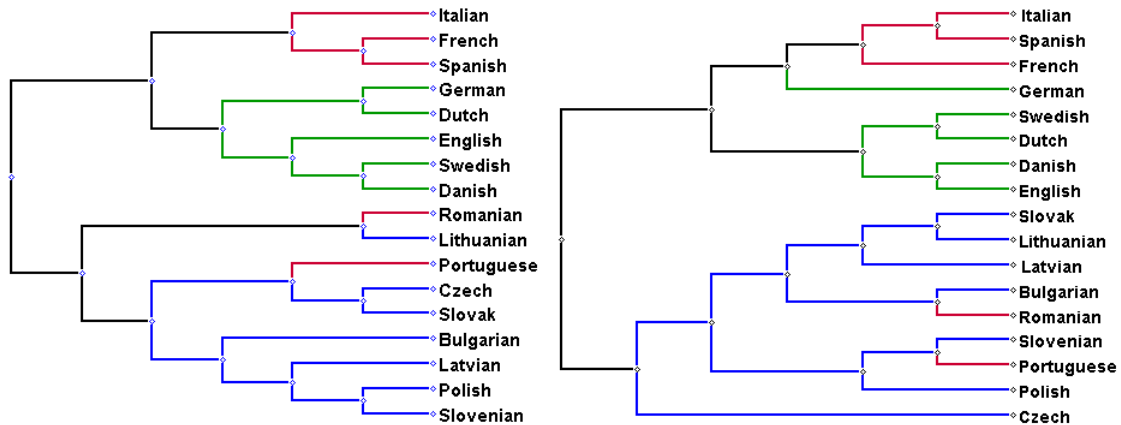 Italian
French
Spanish
German
Dutch
English
Swedish
Danish
Romanian
Lithuanian
Portuguese
Czech
Slovak
Bulgarian
Latvian
Polish
Slovenian
Italian
Spanish
French
German
Swedish
Dutch
Danish
English
Slovak
Lithuanian
Latvian
Bulgarian
Romanian
Slovenian
Portuguese
Polish
Czech